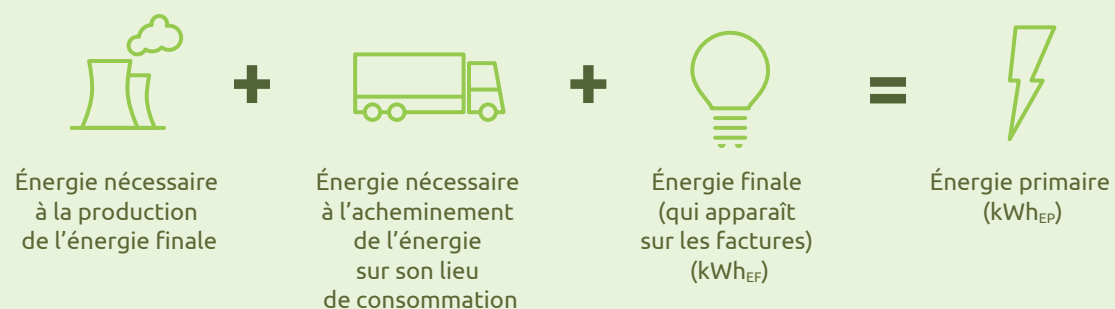 +
+
=
Énergie nécessaire
à la production
de l’énergie finale
Énergie nécessaire
à l’acheminement
de l’énergie
sur son lieu
de consommation
Énergie finale
(qui apparaît
sur les factures)
(kWhEF)
Énergie primaire
(kWhEP)